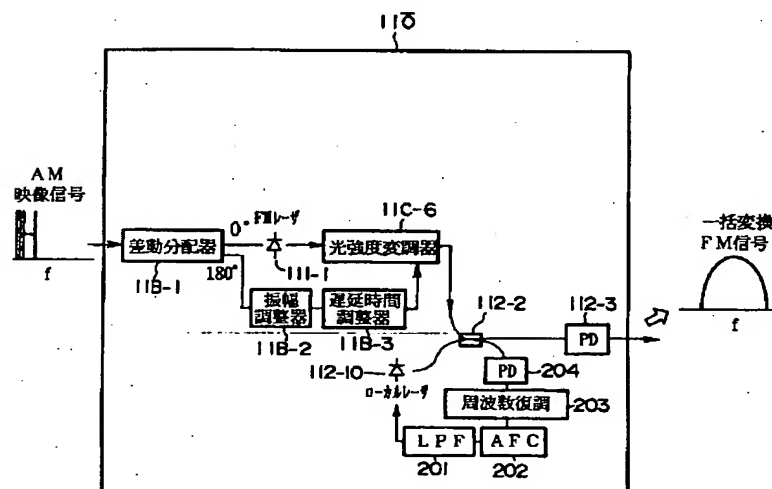 110
AM
映像信号
f
差動分配器
11B-1
0°
180°
FMレーザ
111-1
11C-6
光強度変調器
振幅
調整器
11B-2
遅延時間
調整器
11B-3
112-2
112-3
PD
一括変換
FM信号
f
112-10
ローカルレーザ
PD
204
周波数復調
203
LPF
201
AFC
202